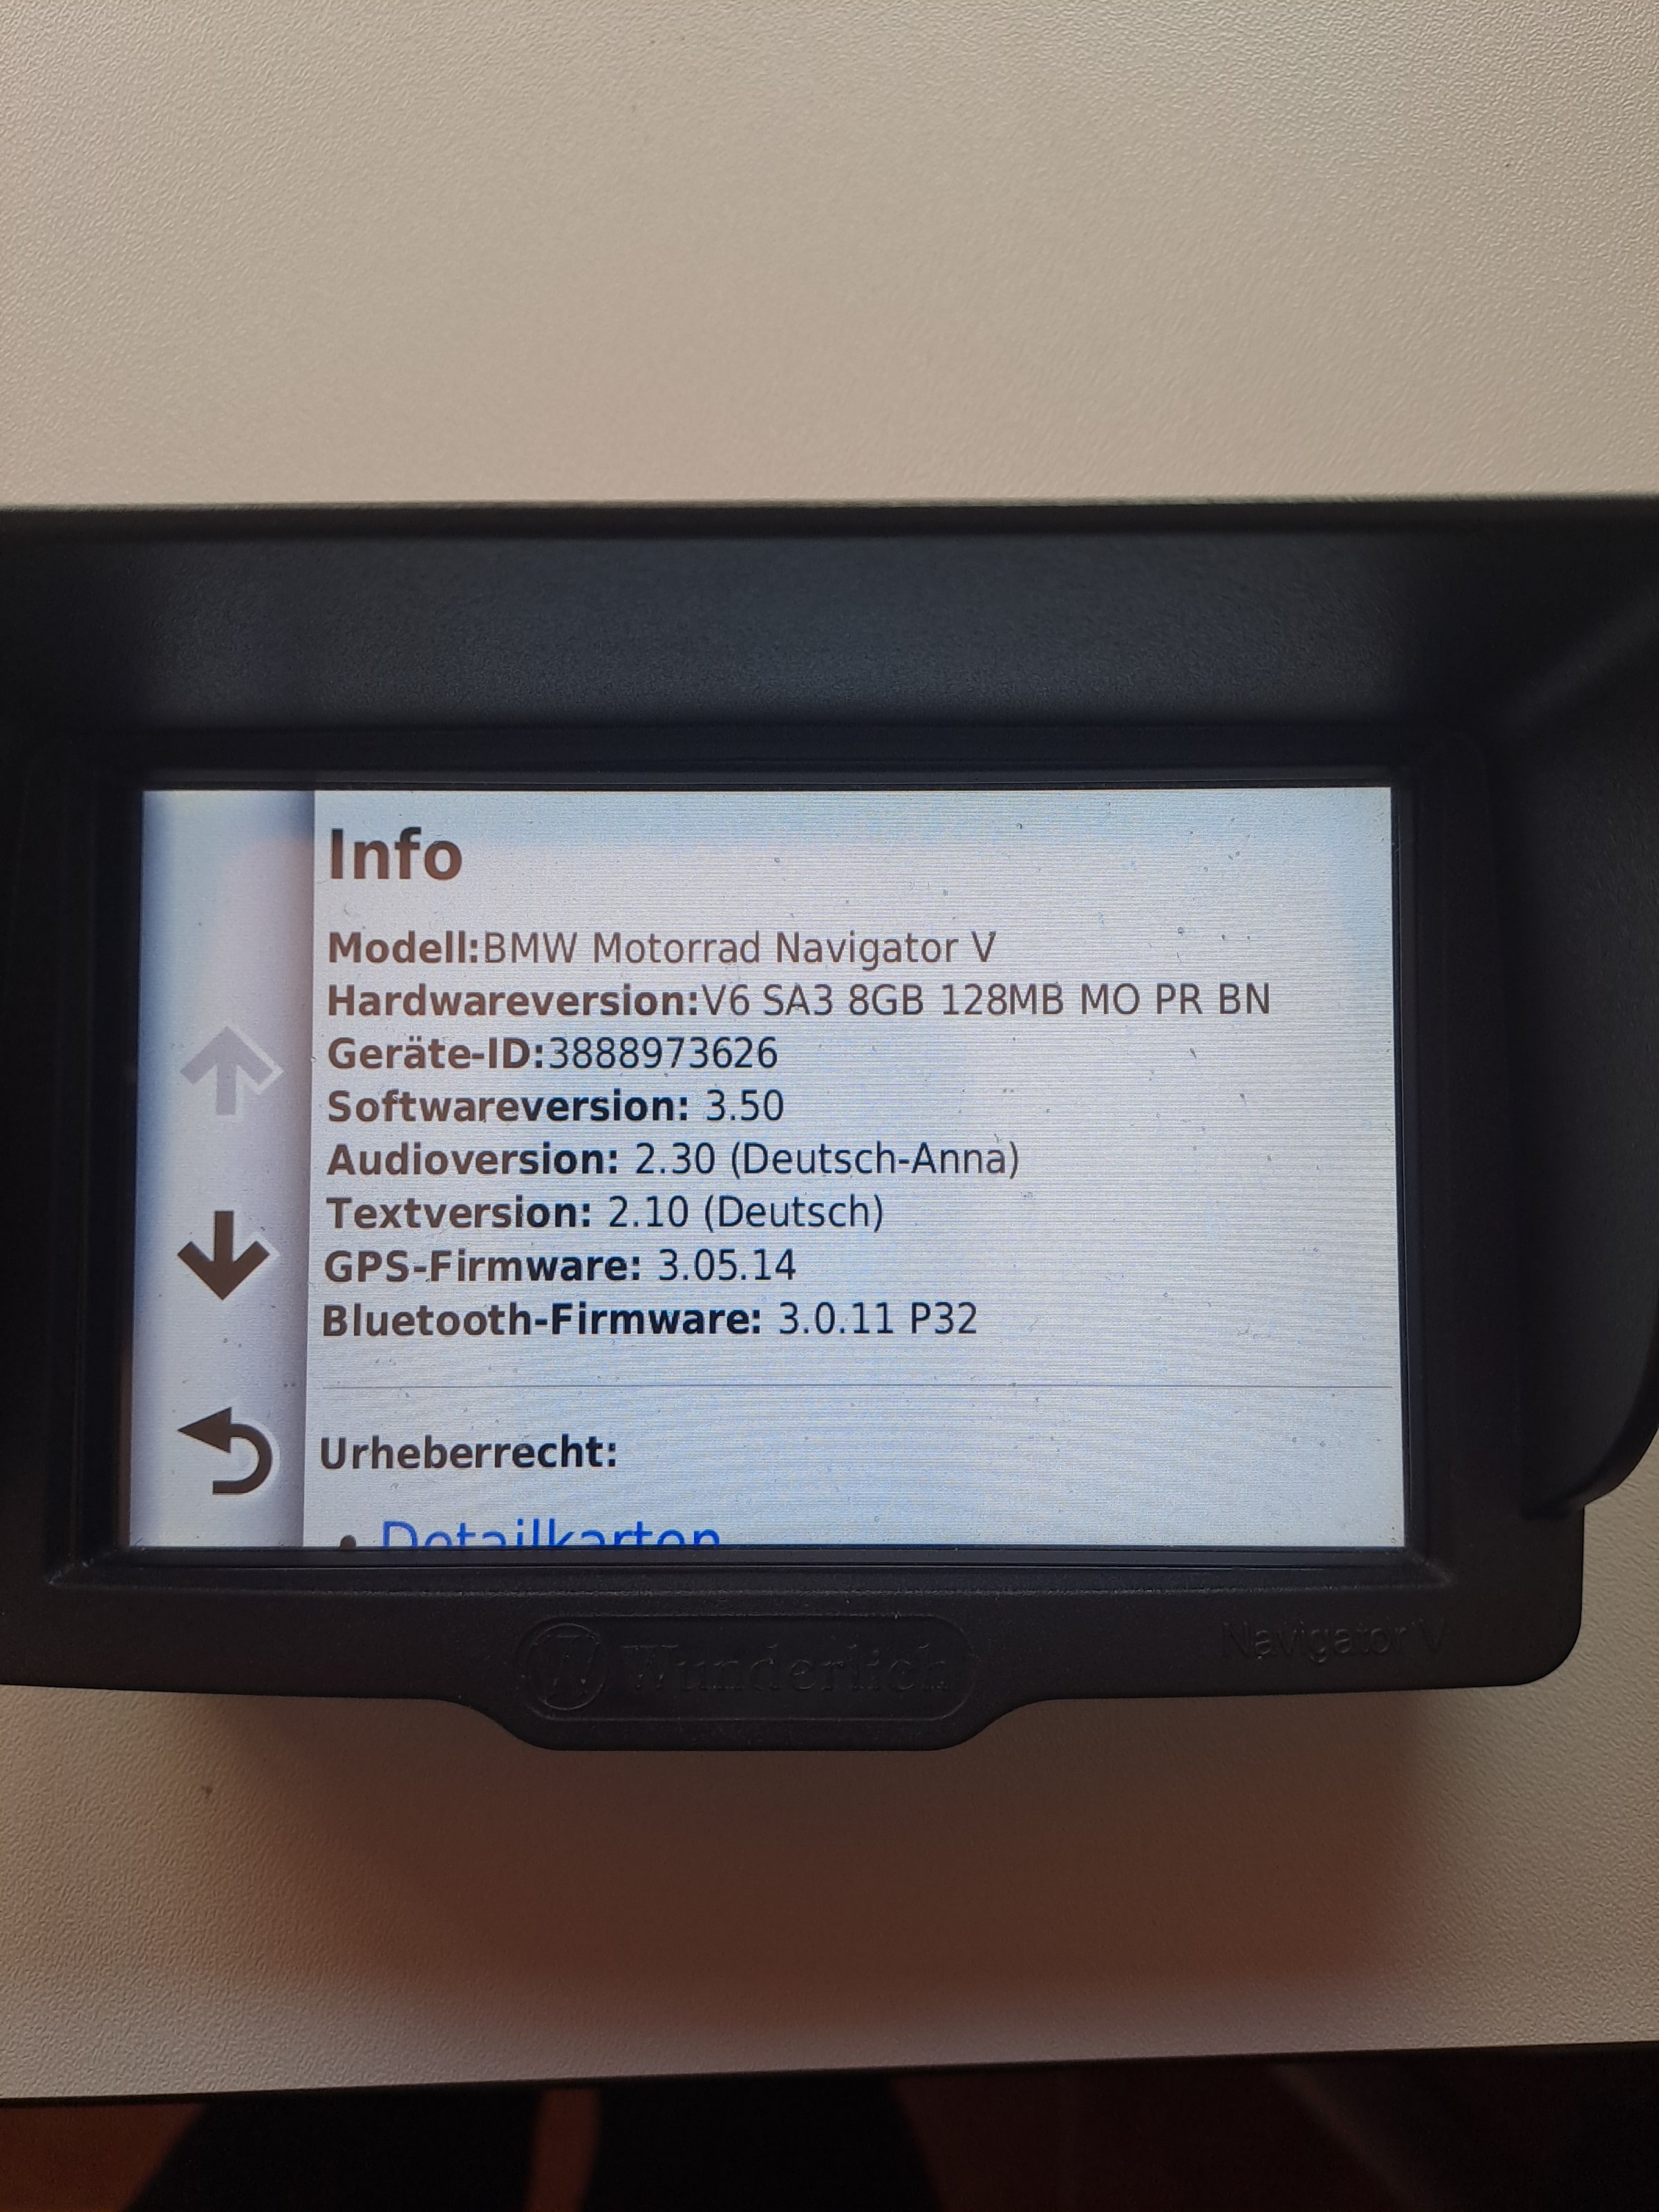 Info
Modell:BMW Motorrad Navigator V
Hardwareversion:V6 SA3 8GB 128MB MO PR BN
Geräte-ID:3888973626
Softwareversion: 3.50
Audioversion: 2.30 (Deutsch-Anna)
Textversion: 2.10 (Deutsch)
GPS-Firmware: 3.05.14
Bluetooth-Firmware: 3.0.11 P32
Urheberrecht:
• Detailkarten
W Wunderlich
Navigator V